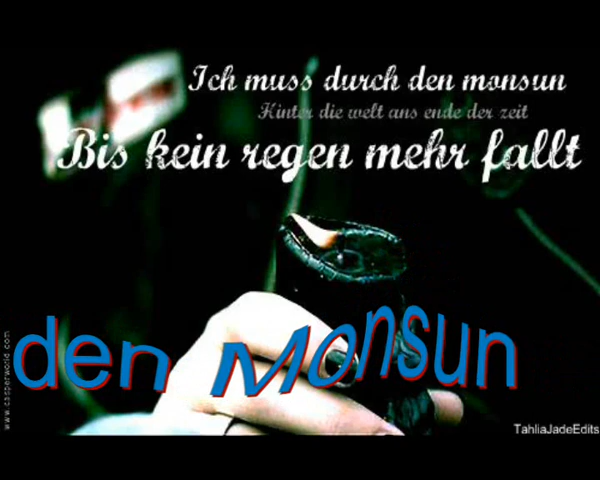 Ich muss durch den monsun
Hinter die welt ans ende der zeit
Bis kein regen mehr fallt
den Monsun
www.casperworld.com
TahliaJadeEdits